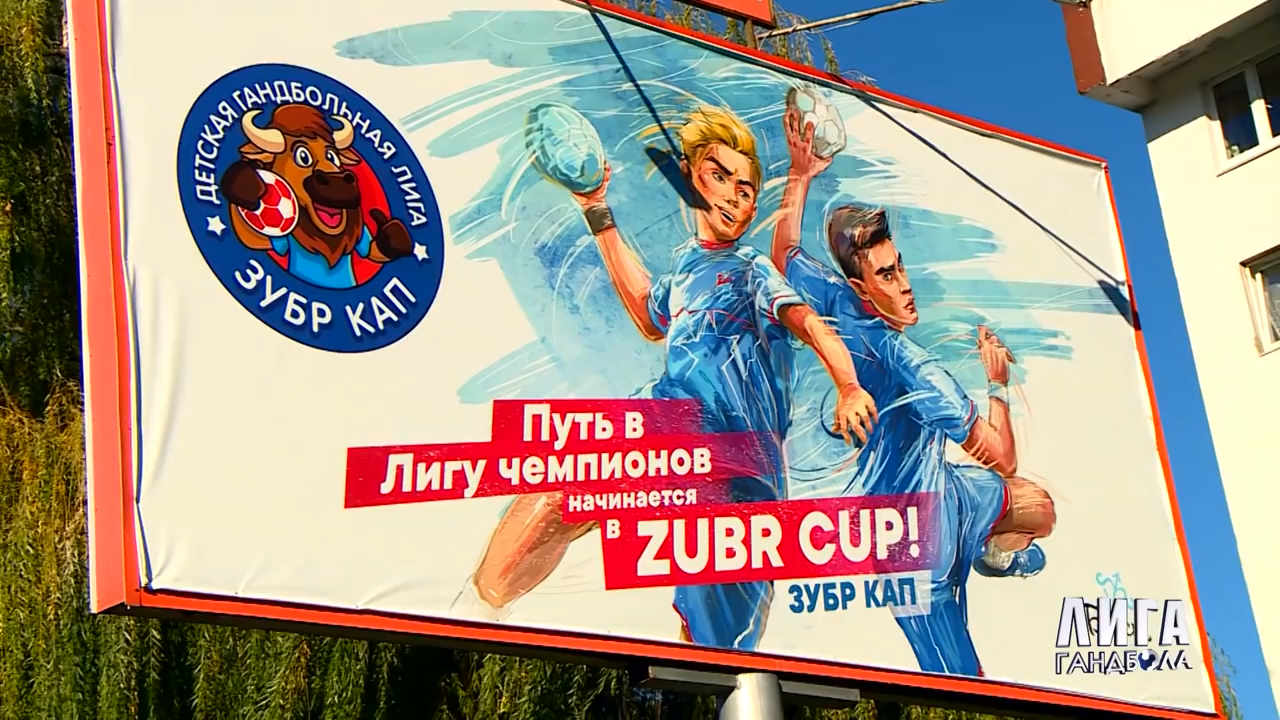 ДЕТСКАЯ ГАНДБОЛЬНАЯ ЛИГА
ЗУБР КАП
Путь в
Лигу чемпионов
начинается
в ZUBR CUP!
ЗУБР КАП
ЛИГА
ГАНДБОЛА